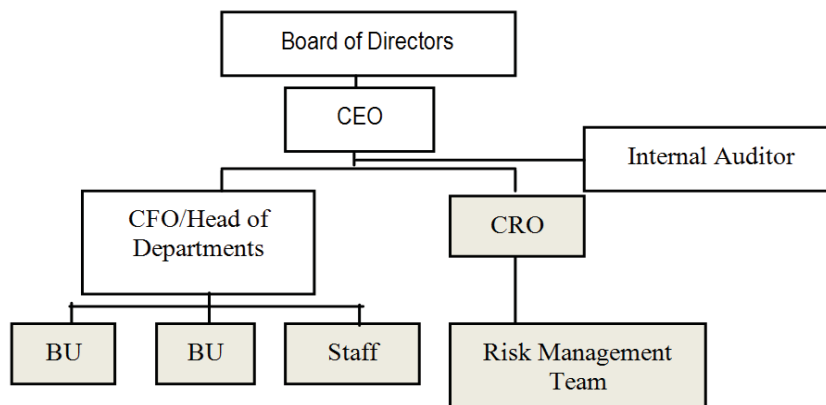 Board of Directors
CEO
Internal Auditor
CFO/Head of
Departments
CRO
BU
BU
Staff
Risk Management
Team